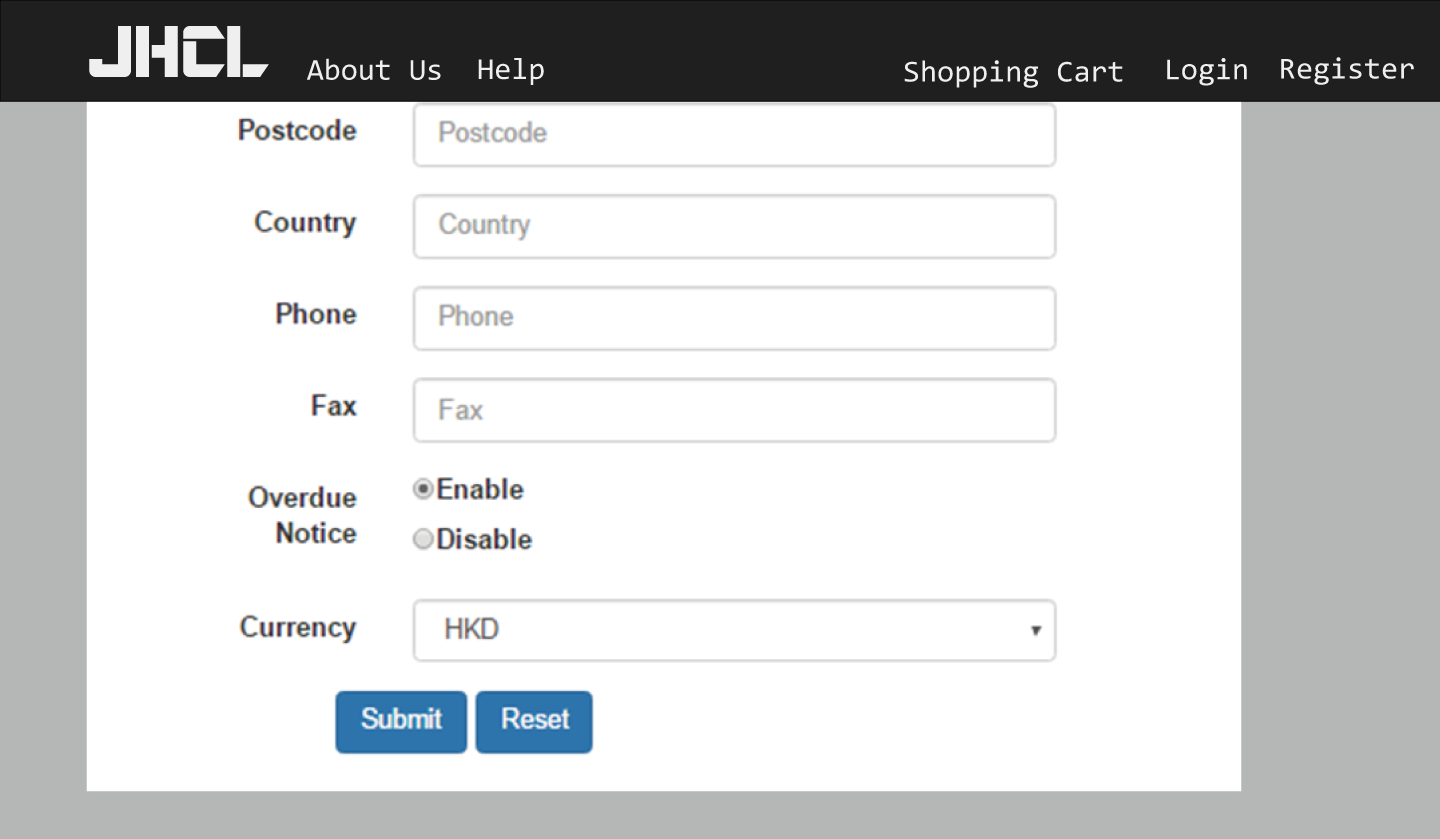 JHCL About Us Help Shopping Cart Login Register
Postcode Postcode
Country Country
Phone Phone
Fax Fax
Overdue Notice
Enable
Disable
Currency HKD
Submit Reset